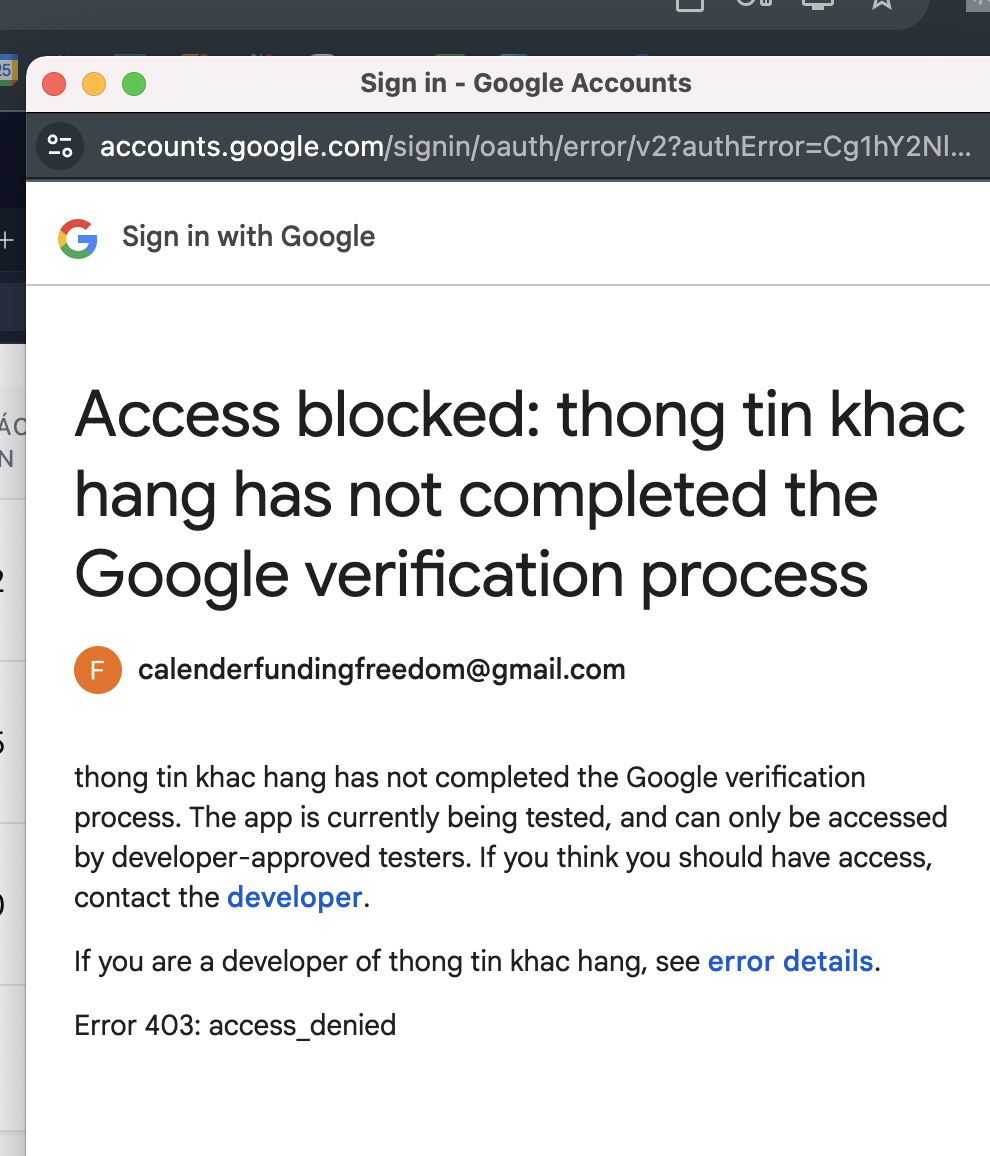 25
Sign in - Google Accounts
accounts.google.com/signin/oauth/error/v2?authError=Cg1hY2Nl...
Sign in with Google
ÁC
N
Access blocked: thong tin khac
hang has not completed the
Google verification process
F
calenderfundingfreedom@gmail.com
thong tin khac hang has not completed the Google verification
process. The app is currently being tested, and can only be accessed
by developer-approved testers. If you think you should have access,
contact the developer.
If you are a developer of thong tin khac hang, see error details.
Error 403: access_denied